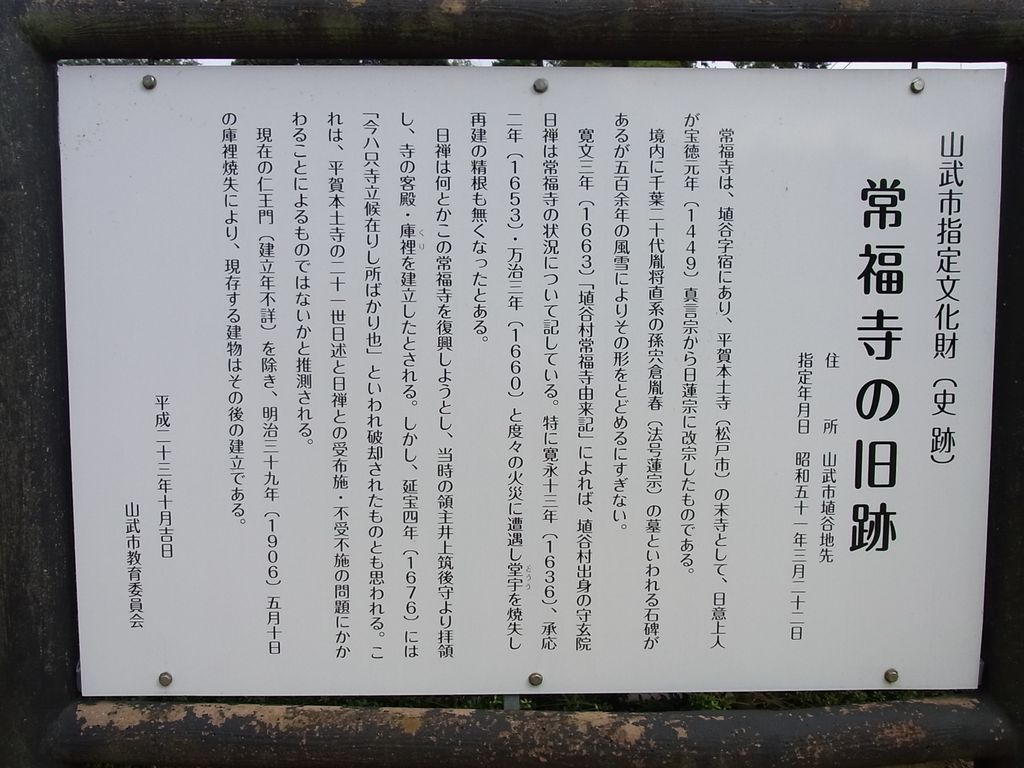 山武市指定文化財（史跡）
常福寺の旧跡
住所　山武市埴谷地先
指定年月日　昭和五十一年三月二十二日
常福寺は、埴谷字宿にあり、平賀本土寺（松戸市）の末寺として、日意上人
が宝徳元年（1449）真言宗から日蓮宗に改宗したものである。
境内に千葉二十代胤将直系の孫宍倉胤春（法号蓮宗）の墓といわれる石碑が
あるが五百余年の風雪によりその形をとどめるにすぎない。
寛文三年（1663）「埴谷村常福寺由来記」によれば、埴谷村出身の守玄院
日禅は常福寺の状況について記している。特に寛永十三年（1636）、承応
二年（1653）・万治三年（1660）と度々の火災に遭遇し堂宇（どうう）を焼失し
再建の精根も無くなったとある。
日禅は何とかこの常福寺を復興しようとし、当時の領主井上筑後守より拝領
し、寺の客殿・庫裡（くり）を建立したとされる。しかし、延宝四年（1676）には
「今ハ只寺立候在りし所ばかり也」といわれ破却されたものとも思われる。こ
れは、平賀本土寺の二十一世日述と日禅との受布施・不受不施の問題にかか
わることによるものではないかと推測される。
現在の仁王門（建立年不詳）を除き、明治三十九年（1906）五月十日
の庫裡焼失により、現存する建物はその後の建立である。
平成二十三年十月吉日
山武市教育委員会